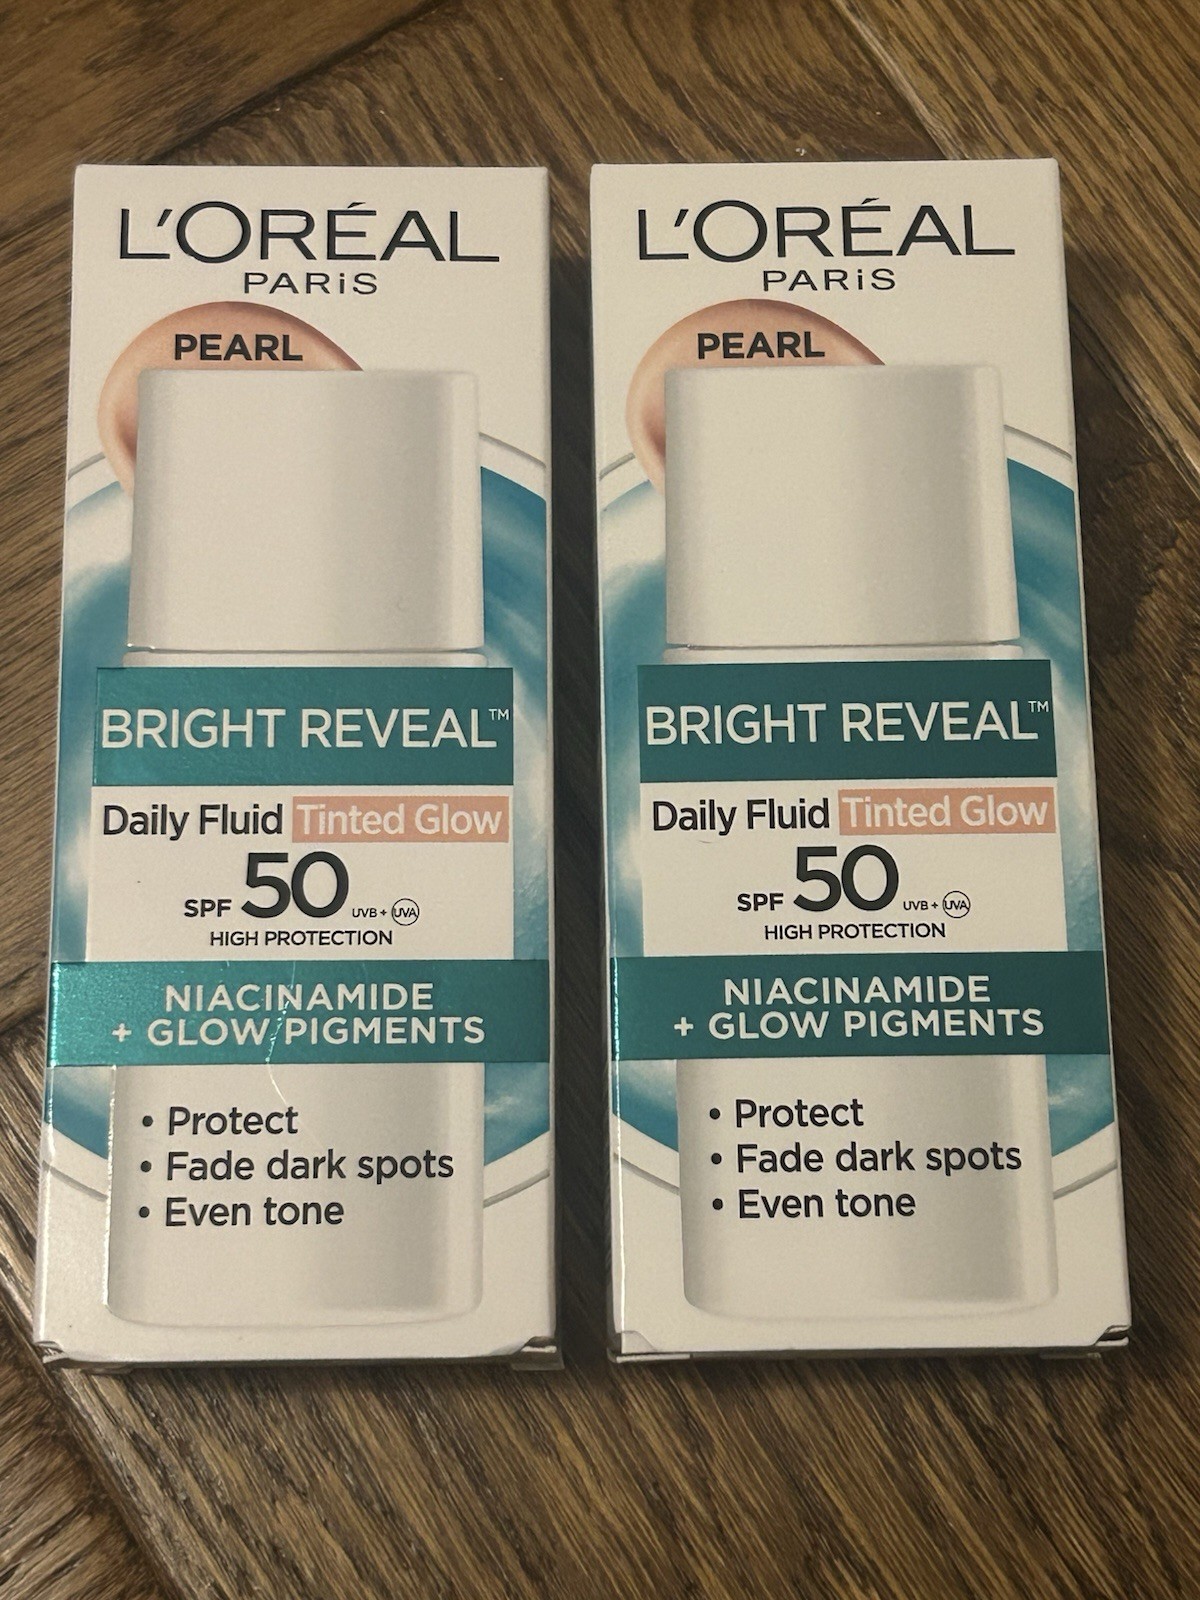 L'ORÉAL
PARiS
PEARL
BRIGHT REVEAL™
Daily Fluid Tinted Glow
SPF 50 UVB + UVA
HIGH PROTECTION
NIACINAMIDE
+ GLOW PIGMENTS
• Protect
• Fade dark spots
• Even tone
L'ORÉAL
PARiS
PEARL
BRIGHT REVEAL™
Daily Fluid Tinted Glow
SPF 50 UVB + UVA
HIGH PROTECTION
NIACINAMIDE
+ GLOW PIGMENTS
• Protect
• Fade dark spots
• Even tone